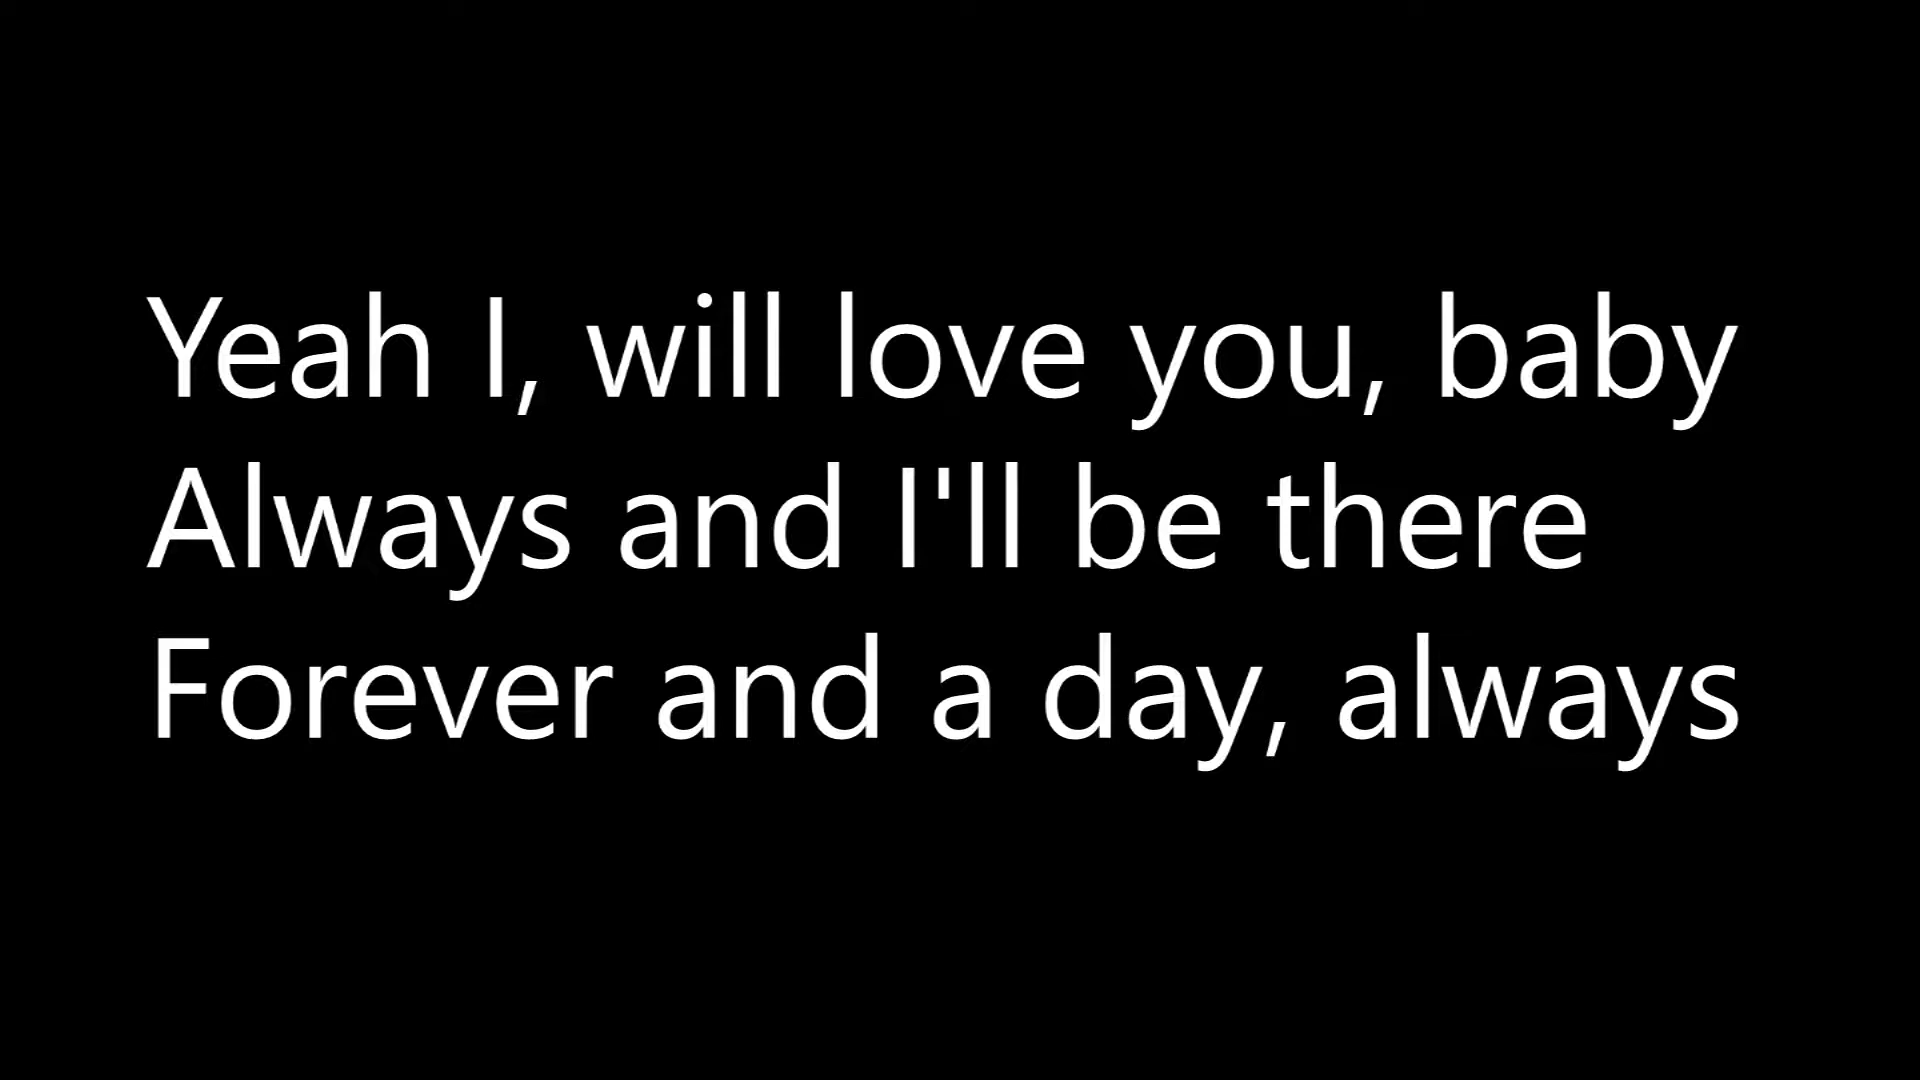 Yeah I, will love you, baby
Always and I'll be there
Forever and a day, always